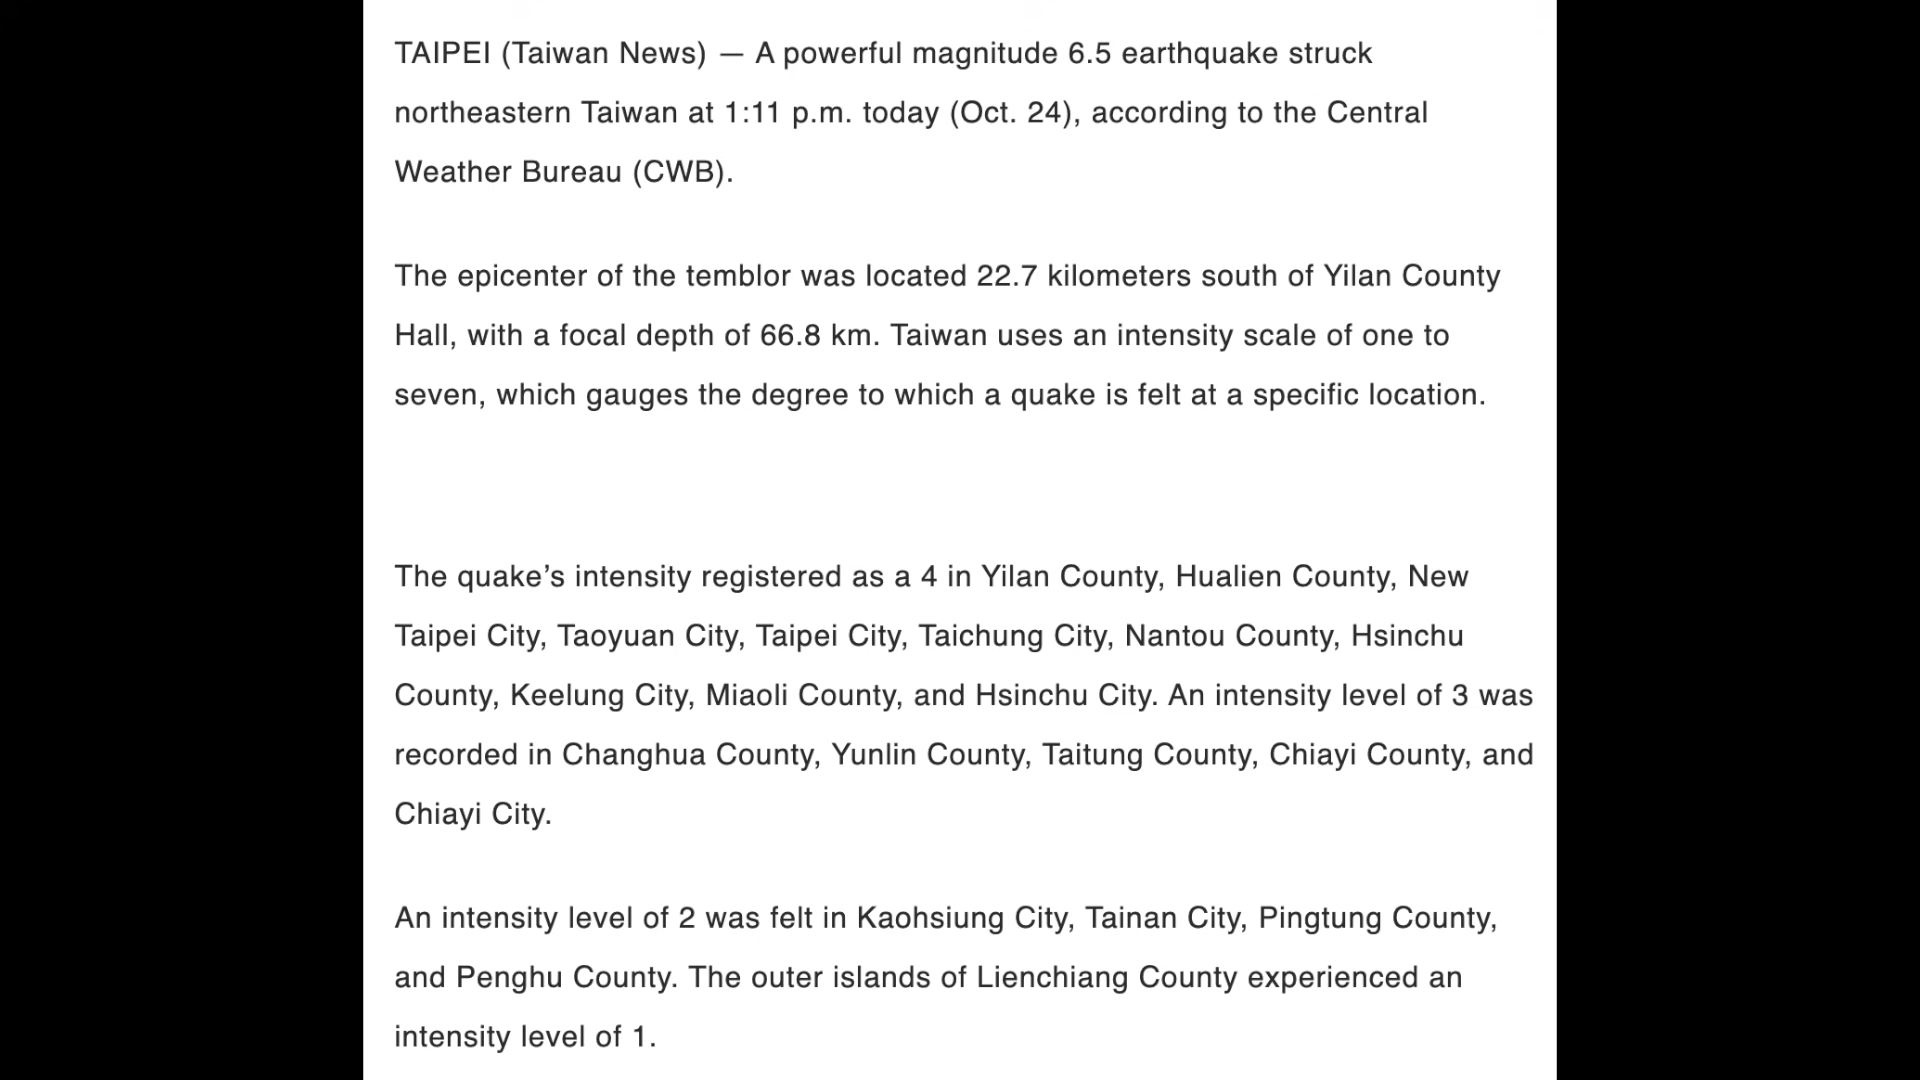 TAIPEI (Taiwan News) — A powerful magnitude 6.5 earthquake struck
northeastern Taiwan at 1:11 p.m. today (Oct. 24), according to the Central
Weather Bureau (CWB).
The epicenter of the temblor was located 22.7 kilometers south of Yilan County
Hall, with a focal depth of 66.8 km. Taiwan uses an intensity scale of one to
seven, which gauges the degree to which a quake is felt at a specific location.
The quake’s intensity registered as a 4 in Yilan County, Hualien County, New
Taipei City, Taoyuan City, Taipei City, Taichung City, Nantou County, Hsinchu
County, Keelung City, Miaoli County, and Hsinchu City. An intensity level of 3 was
recorded in Changhua County, Yunlin County, Taitung County, Chiayi County, and
Chiayi City.
An intensity level of 2 was felt in Kaohsiung City, Tainan City, Pingtung County,
and Penghu County. The outer islands of Lienchiang County experienced an
intensity level of 1.